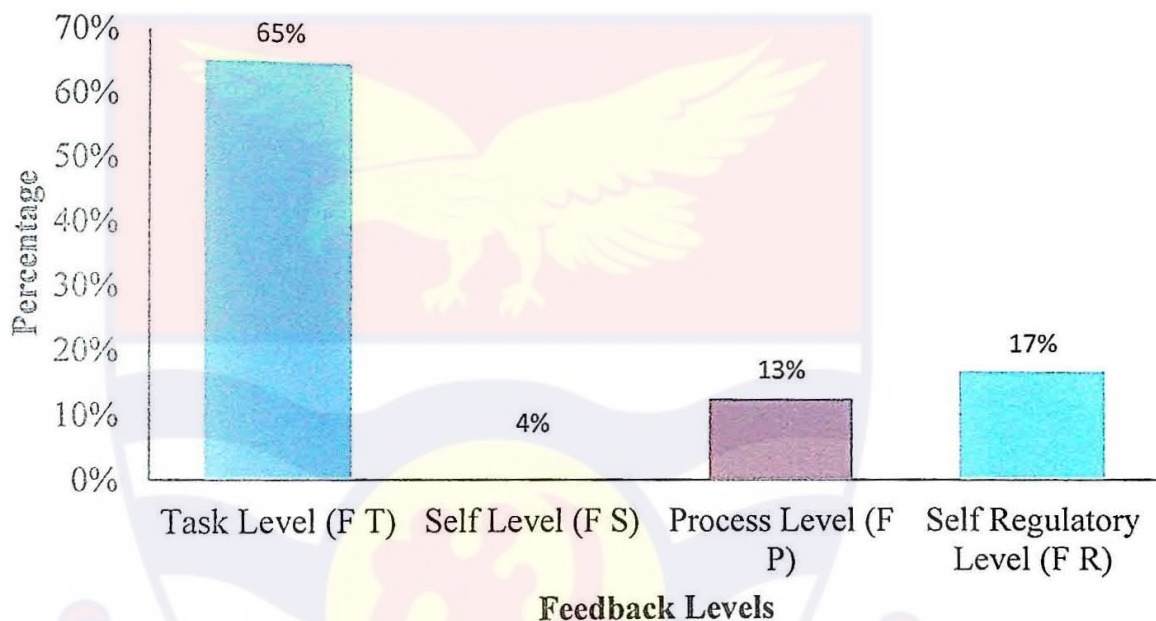 70%
65%
60%
50%
40%
30%
20%
10%
0%
Percentage
4%
13%
17%
Task Level (F T)
Self Level (F S)
Process Level (F
P)
Self Regulatory
Level (F R)
Feedback Levels